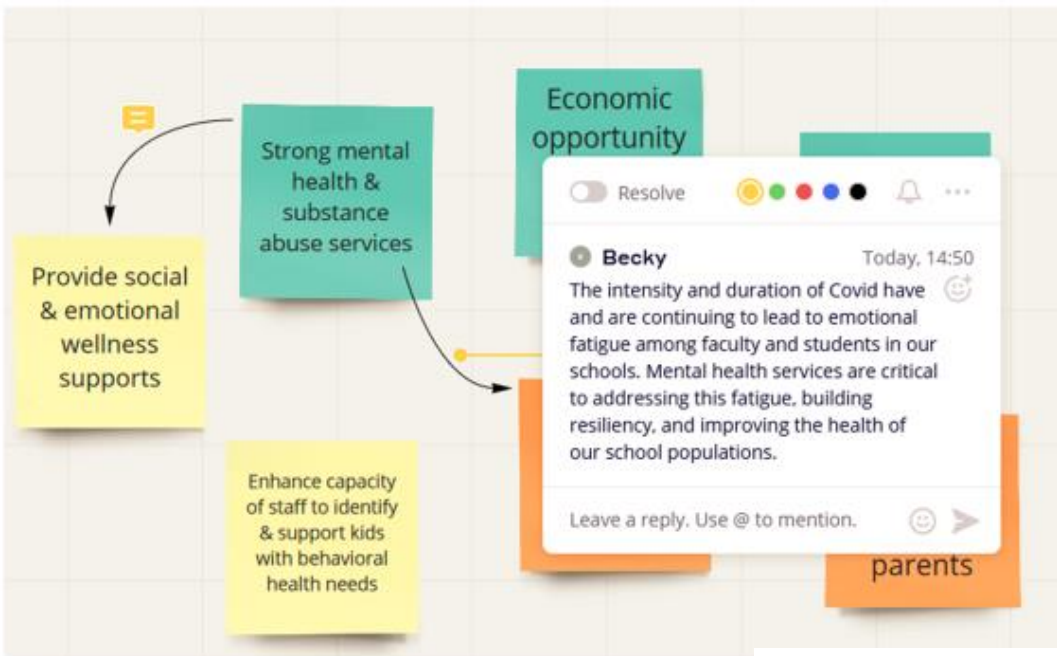 Strong mental
health &
substance
abuse services
Economic
opportunity
Provide social
& emotional
wellness
supports
Enhance capacity
of staff to identify
& support kids
with behavioral
health needs
Resolve
Becky
Today, 14:50
The intensity and duration of Covid have
and are continuing to lead to emotional
fatigue among faculty and students in our
schools. Mental health services are critical
to addressing this fatigue, building
resiliency, and improving the health of
our school populations.
Leave a reply. Use @ to mention.
parents